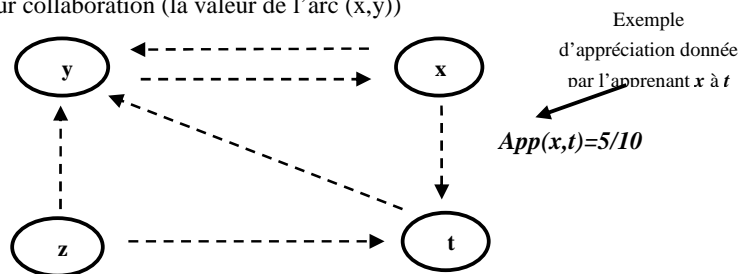 ur collaboration (la valeur de l'arc (x,y))
Exemple
d'appréciation donnée
par l'apprenant x à t
App(x,t)=5/10
y
x
z
t